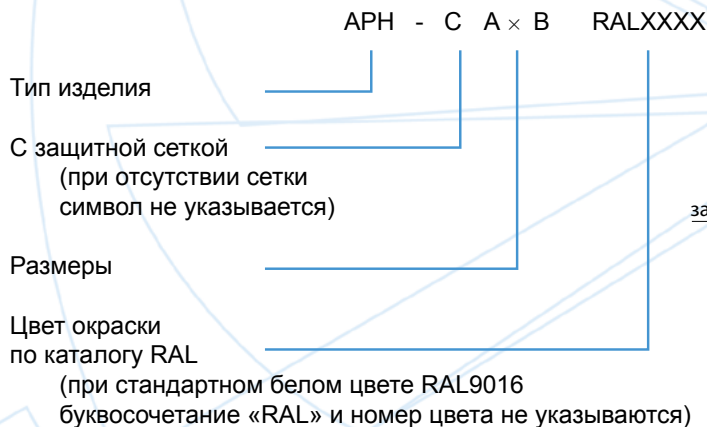 АРН - С А × В RALXXXX
Тип изделия
С защитной сеткой
(при отсутствии сетки
символ не указывается)
за
Размеры
Цвет окраски
по каталогу RAL
(при стандартном белом цвете RAL9016
буквосочетание «RAL» и номер цвета не указываются)